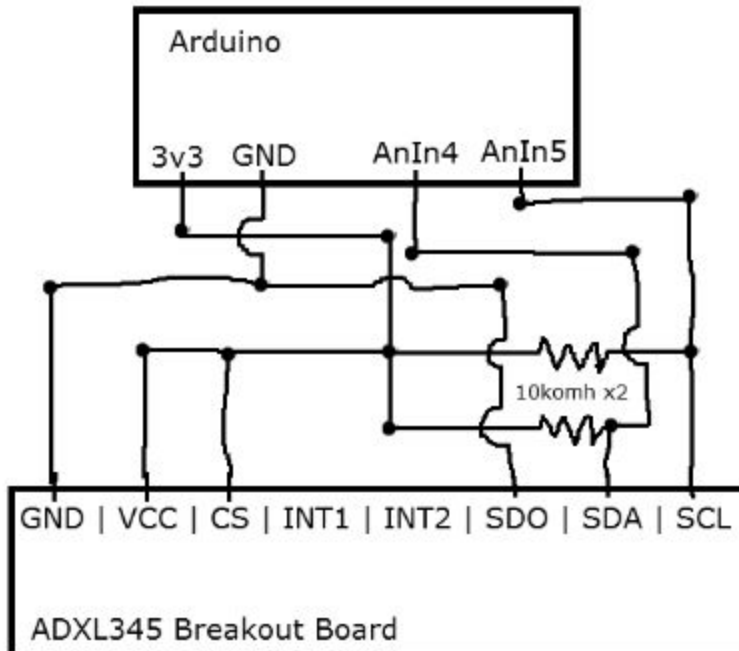 Arduino
3v3 GND AnIn4 AnIn5
10komh x2
GND | VCC | CS | INT1 | INT2 | SDO | SDA | SCL
ADXL345 Breakout Board